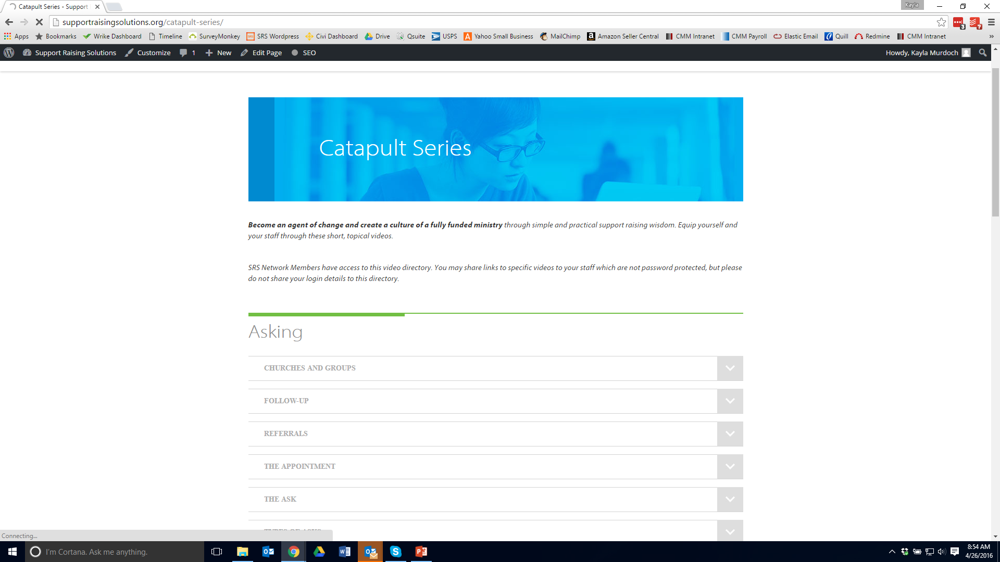 Catapult Series - Support
Kayla
supportraisingsolutions.org/catapult-series/
3
7
Apps Bookmarks Wrike Dashboard Timeline SurveyMonkey SRS SRS Wordpress Civi Dashboard Drive Qsuite USPS Yahoo Small Business MailChimp Amazon Seller Central CMM Intranet CMM Payroll Elastic Email Quill Redmine CMM Intranet »
Support Raising Solutions Customize 1 New Edit Page SEO Howdy, Kayla Murdoch
Catapult Series
Become an agent of change and create a culture of a fully funded ministry through simple and practical support raising wisdom. Equip yourself and
your staff through these short, topical videos.
SRS Network Members have access to this video directory. You may share links to specific videos to your staff which are not password protected, but please
do not share your login details to this directory.
Asking
CHURCHES AND GROUPS
FOLLOW-UP
REFERRALS
THE APPOINTMENT
THE ASK
TYPES OF ASKS
Connecting...
I'm Cortana. Ask me anything.
8:54 AM
4/26/2016